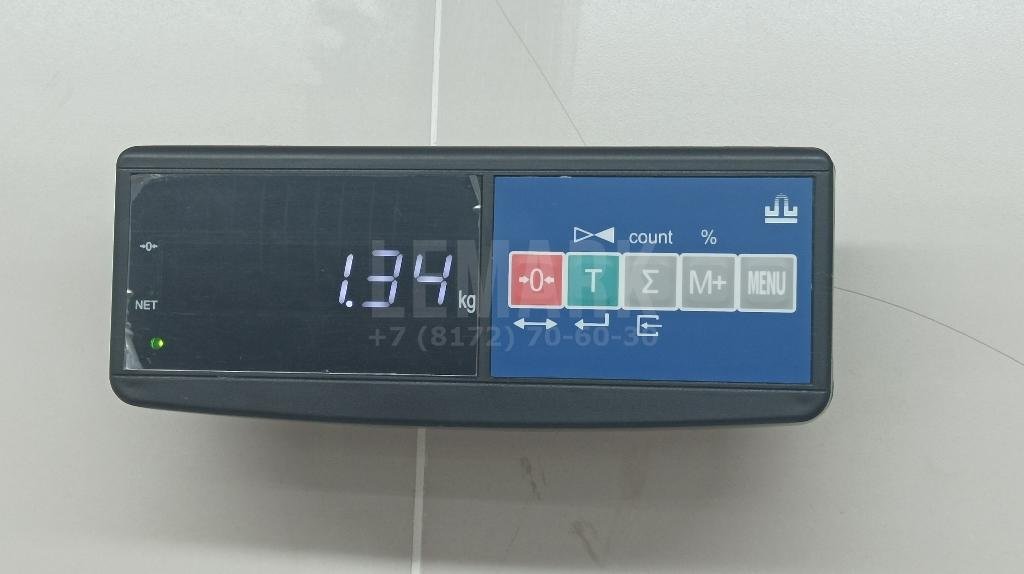 count %
→0←
1.34 kg
→0← T Σ M+ MENU
NET
LEMARK
+7 (8172) 70-60-30